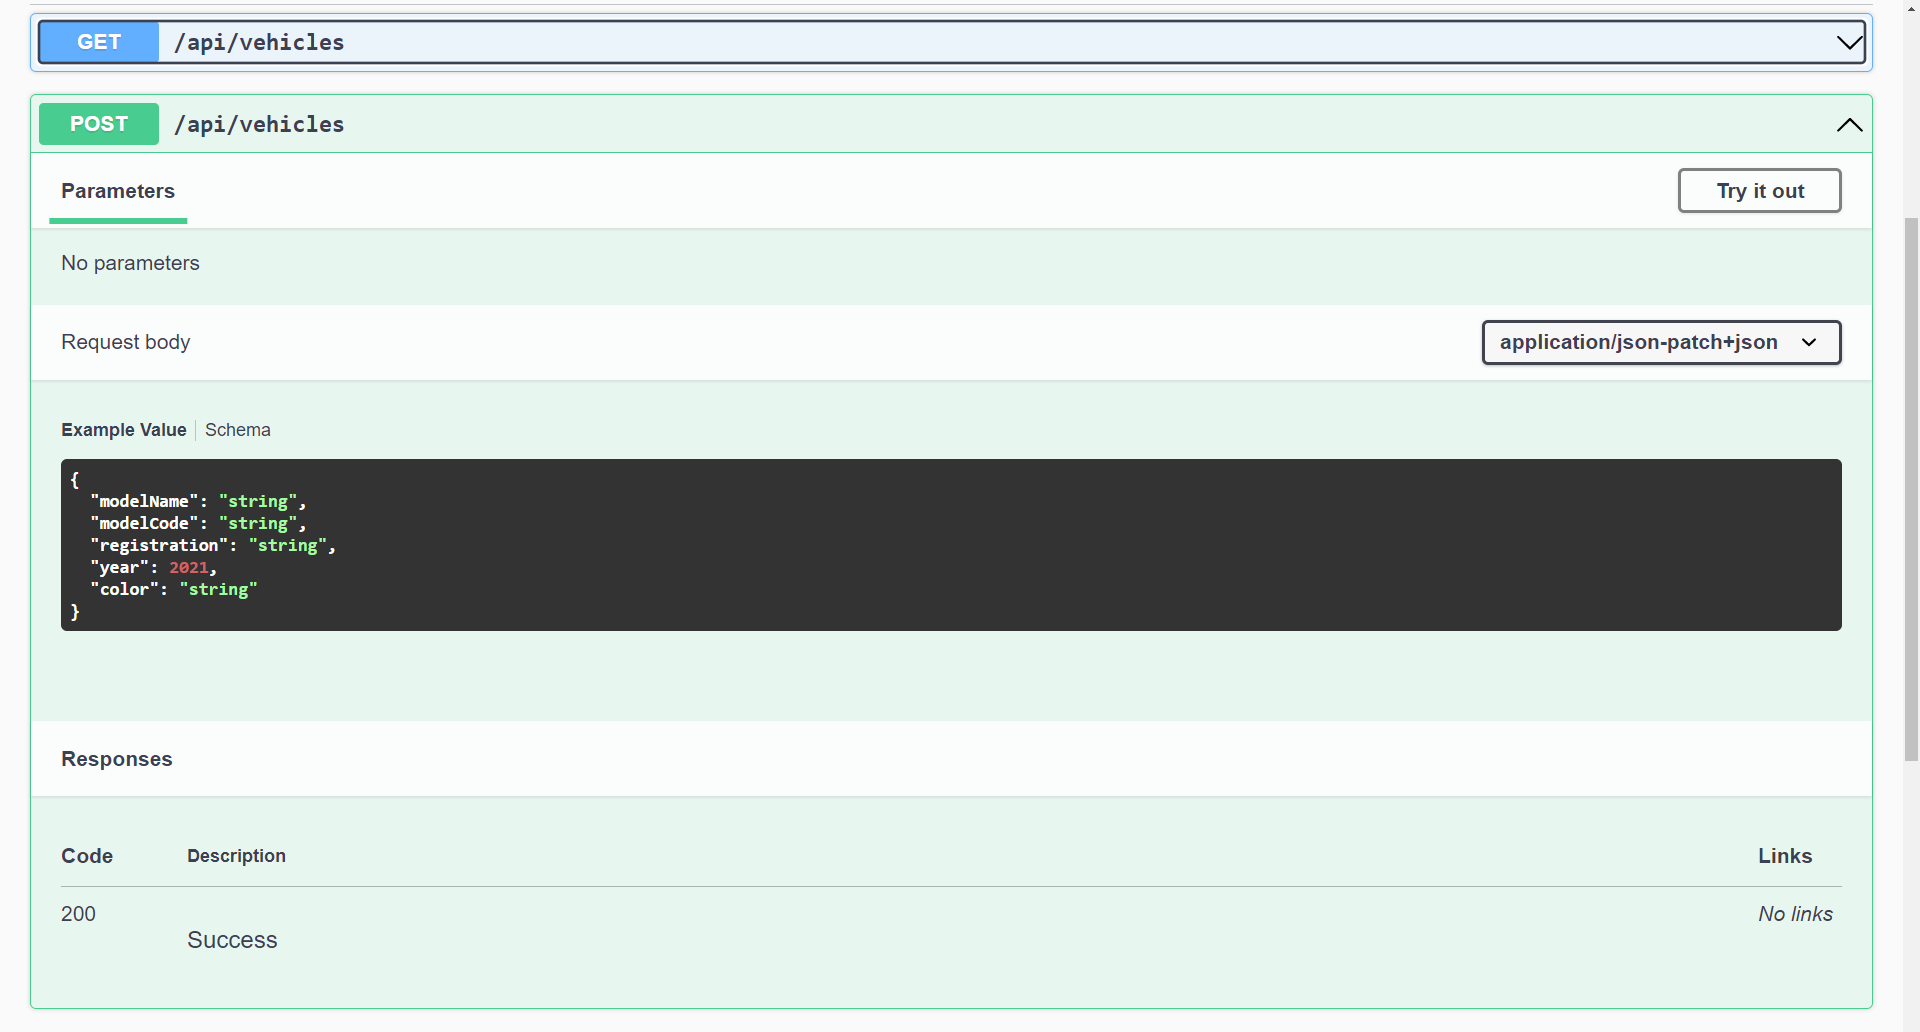 GET /api/vehicles
POST /api/vehicles
Parameters Try it out
No parameters
Request body application/json-patch+json
Example Value Schema
{
  "modelName": "string",
  "modelCode": "string",
  "registration": "string",
  "year": 2021,
  "color": "string"
}
Responses
Code Description Links
200 No links
Success